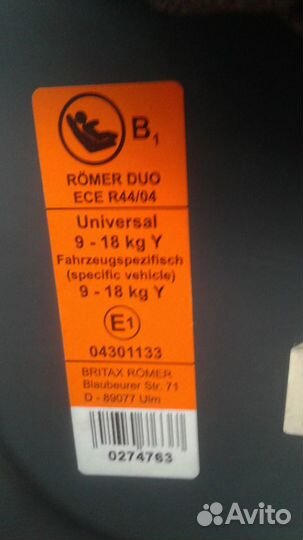 B1
RÖMER DUO
ECE R44/04
Universal
9 - 18 kg Y
Fahrzeugspezifisch
(specific vehicle)
9 - 18 kg Y
E1
04301133
BRITAX RÖMER
Blaubeurer Str. 71
D - 89077 Ulm
0274763
Avito